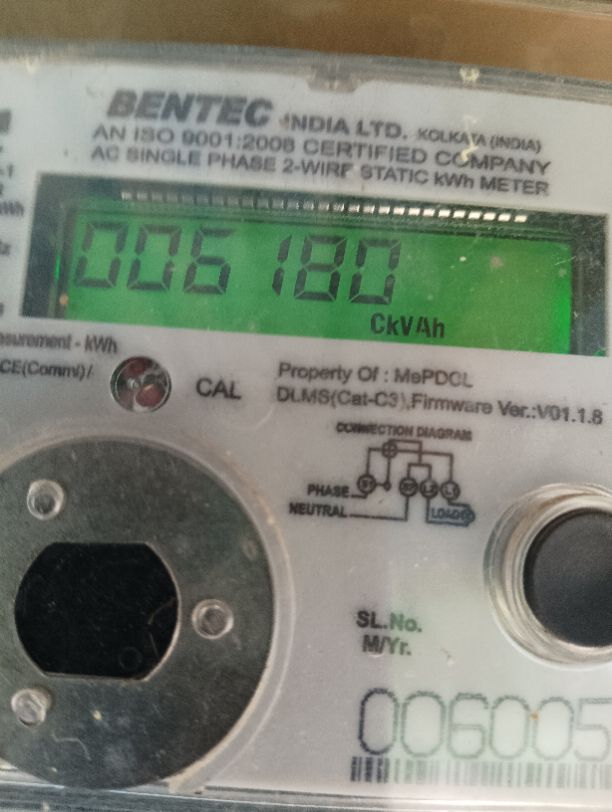 BENTEC INDIA LTD. KOLKATA (INDIA)
AN ISO 9001:2008 CERTIFIED COMPANY
AC SINGLE PHASE 2-WIRE STATIC kWh METER
006180
CkVAh
kWh
CE(Comml)/
CAL
Property Of : MePDCL
DLMS(Cat-C3),Firmware Ver.:V01.1.8
CONNECTION DIAGRAM
PHASE
NEUTRAL
LOAD
SL.No.
M/Yr.
006005